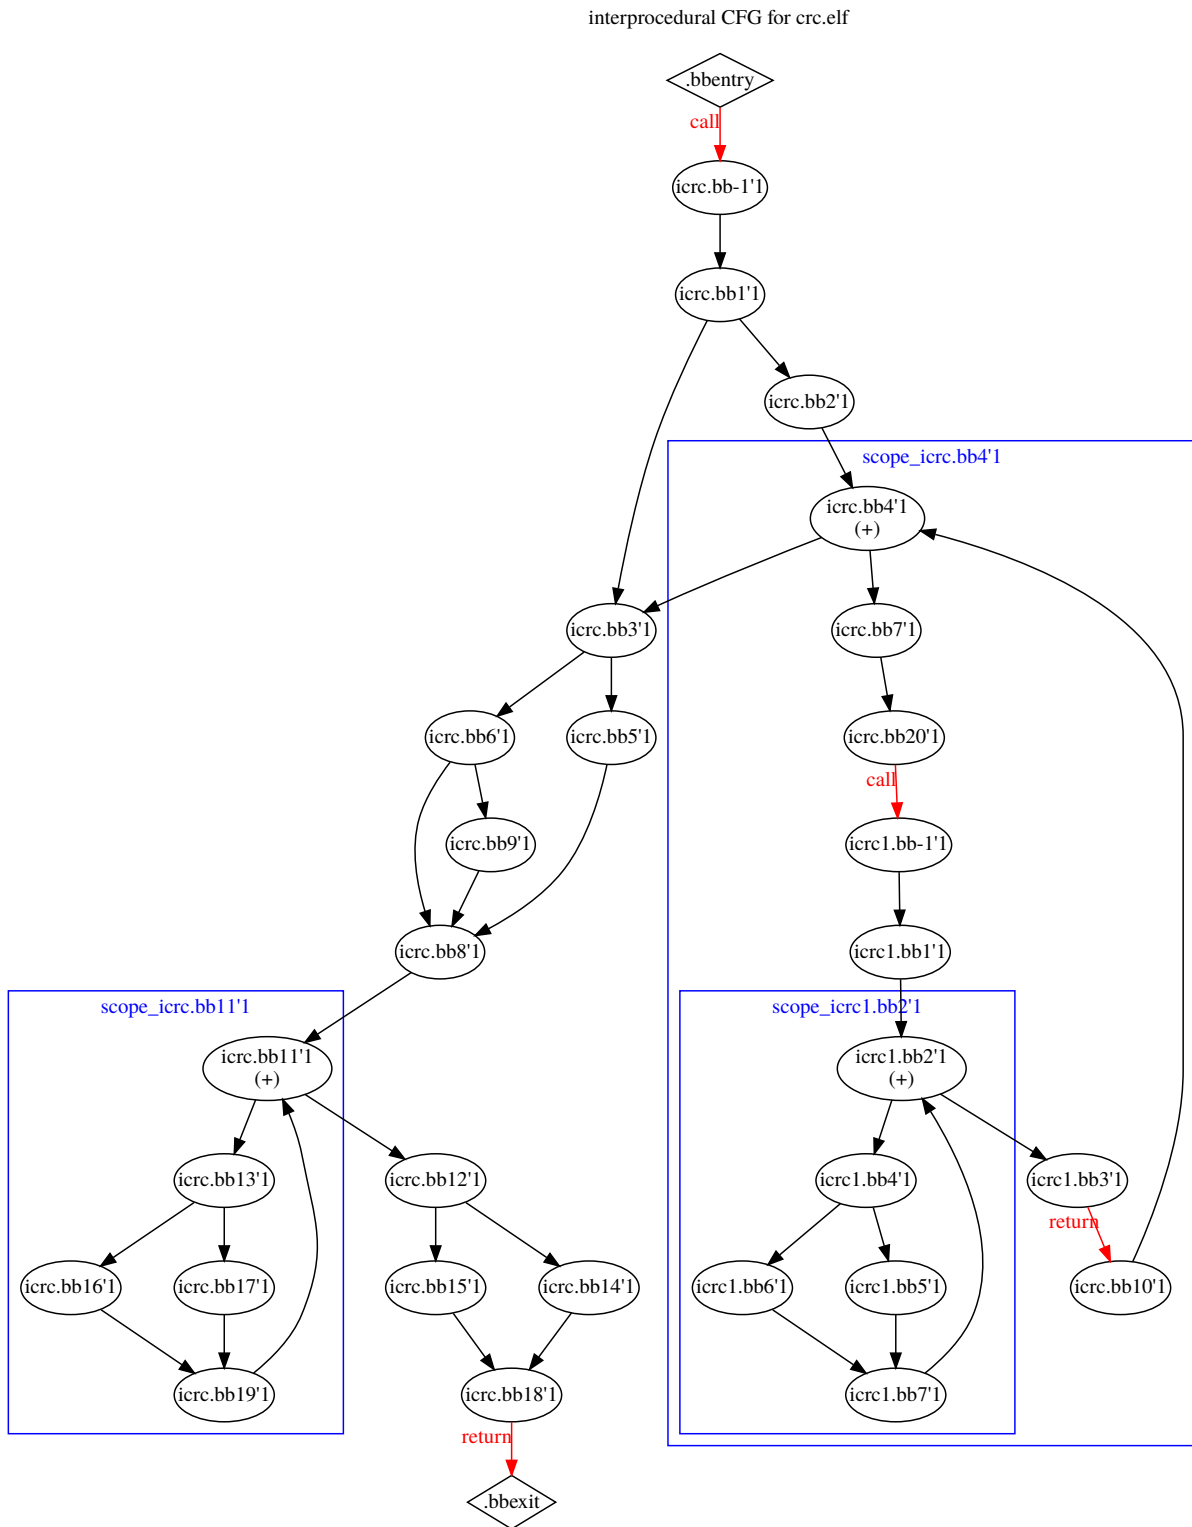 interprocedural CFG for crc.elf
.bbentry
call
icrc.bb-1'1
icrc.bb1'1
icrc.bb2'1
scope_icrc.bb4'1
icrc.bb4'1
(+)
icrc.bb3'1
icrc.bb7'1
icrc.bb6'1
icrc.bb5'1
icrc.bb20'1
call
icrc.bb9'1
icrc1.bb-1'1
icrc.bb8'1
icrc1.bb1'1
scope_icrc.bb11'1
scope_icrc1.bb2'1
icrc.bb11'1
(+)
icrc1.bb2'1
(+)
icrc.bb13'1
icrc.bb12'1
icrc1.bb4'1
icrc1.bb3'1
return
icrc.bb16'1
icrc.bb17'1
icrc.bb15'1
icrc.bb14'1
icrc1.bb6'1
icrc1.bb5'1
icrc.bb10'1
icrc.bb19'1
icrc.bb18'1
icrc1.bb7'1
return
.bbexit